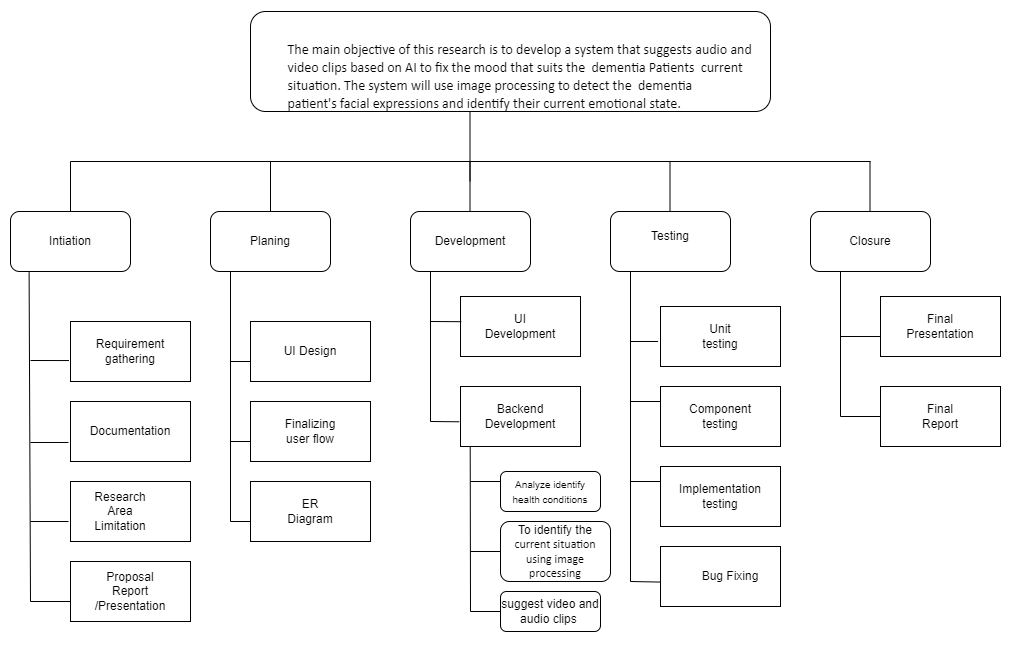 The main objective of this research is to develop a system that suggests audio and
video clips based on AI to fix the mood that suits the dementia Patients current
situation. The system will use image processing to detect the dementia
patient's facial expressions and identify their current emotional state.
Intiation
Planing
Development
Testing
Closure
Requirement
gathering
Documentation
Research
Area
Limitation
Proposal
Report
/Presentation
UI Design
Finalizing
user flow
ER
Diagram
UI
Development
Backend
Development
Analyze identify
health conditions
To identify the
current situation
using image
processing
suggest video and
audio clips
Unit
testing
Component
testing
Implementation
testing
Bug Fixing
Final
Presentation
Final
Report